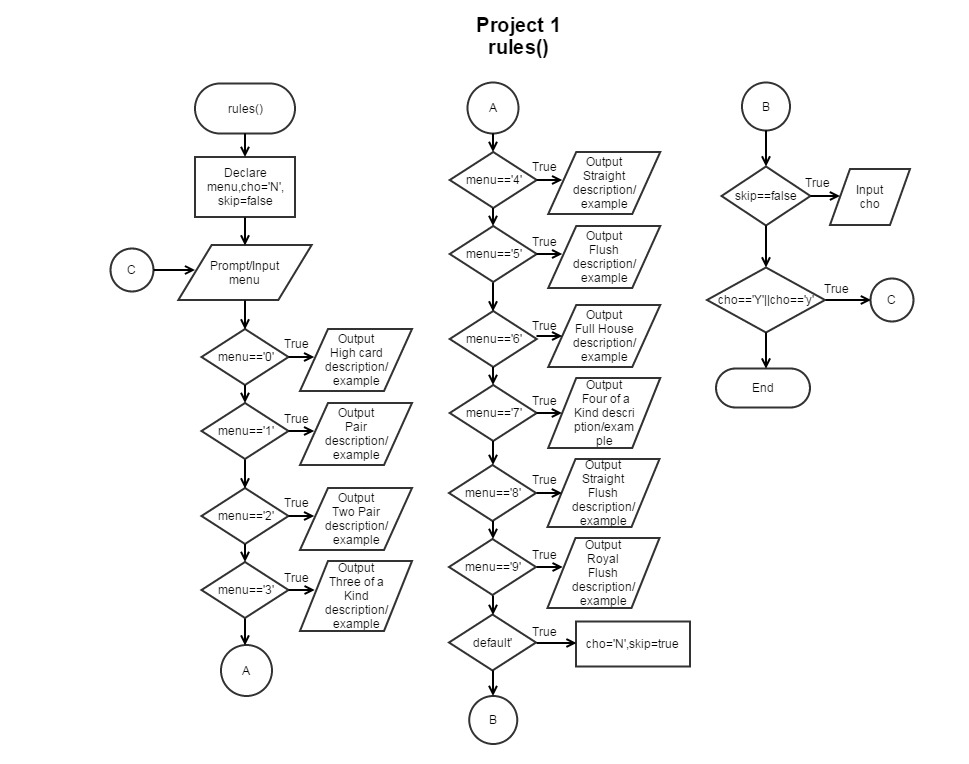 Project 1
rules()
rules()
Declare
menu,cho='N',
skip=false
C
Prompt/Input
menu
menu=='0'
True
Output
High card
description/
example
menu=='1'
True
Output
Pair
description/
example
menu=='2'
True
Output
Two Pair
description/
example
menu=='3'
True
Output
Three of a
Kind
description/
example
A
A
menu=='4'
True
Output
Straight
description/
example
menu=='5'
True
Output
Flush
description/
example
menu=='6'
True
Output
Full House
description/
example
menu=='7'
True
Output
Four of a
Kind descri
ption/exam
ple
menu=='8'
True
Output
Straight
Flush
description/
example
menu=='9'
True
Output
Royal
Flush
description/
example
default'
True
cho='N',skip=true
B
B
skip==false
True
Input
cho
cho=='Y'||cho=='y'
True
C
End